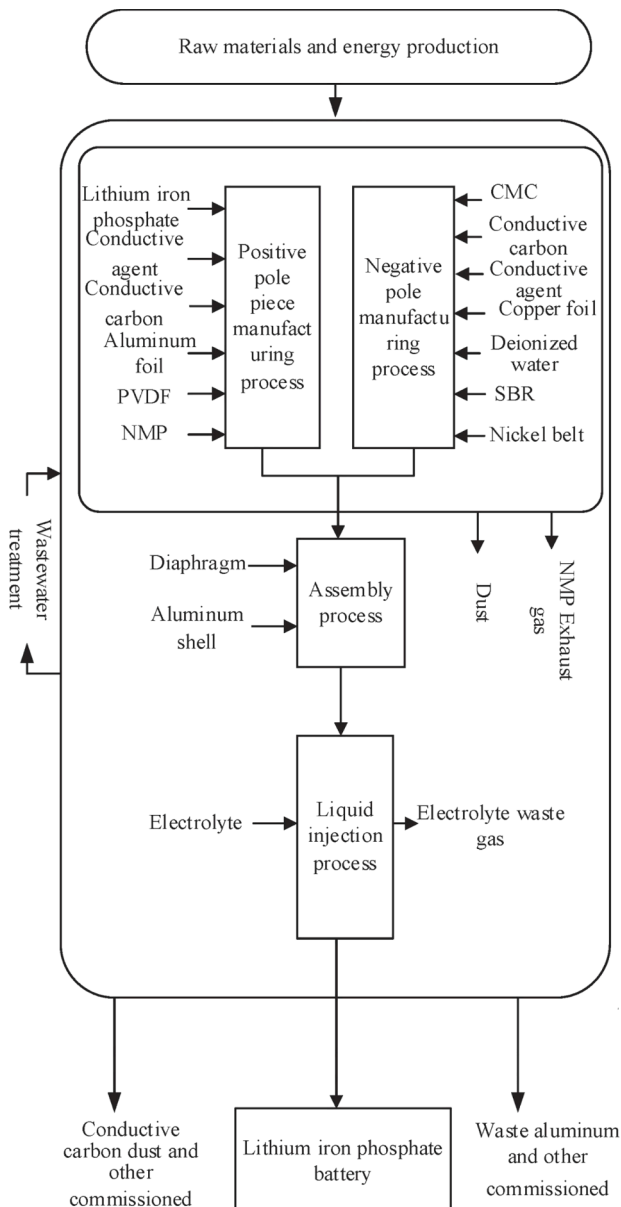 Raw materials and energy production
Lithium iron
phosphate
Conductive
agent
Conductive
carbon
Aluminum
foil
PVDF
NMP
Positive
pole
piece
manufact
uring
process
Negative
pole
manufactu
ring
process
CMC
Conductive
carbon
Conductive
agent
Copper foil
Deionized
water
SBR
Nickel belt
Wastewater
treatment
Diaphragm
Aluminum
shell
Assembly
process
Dust
NMP Exhaust
gas
Electrolyte
Liquid
injection
process
Electrolyte waste
gas
Conductive
carbon dust and
other
commissioned
Lithium iron phosphate
battery
Waste aluminum
and other
commissioned